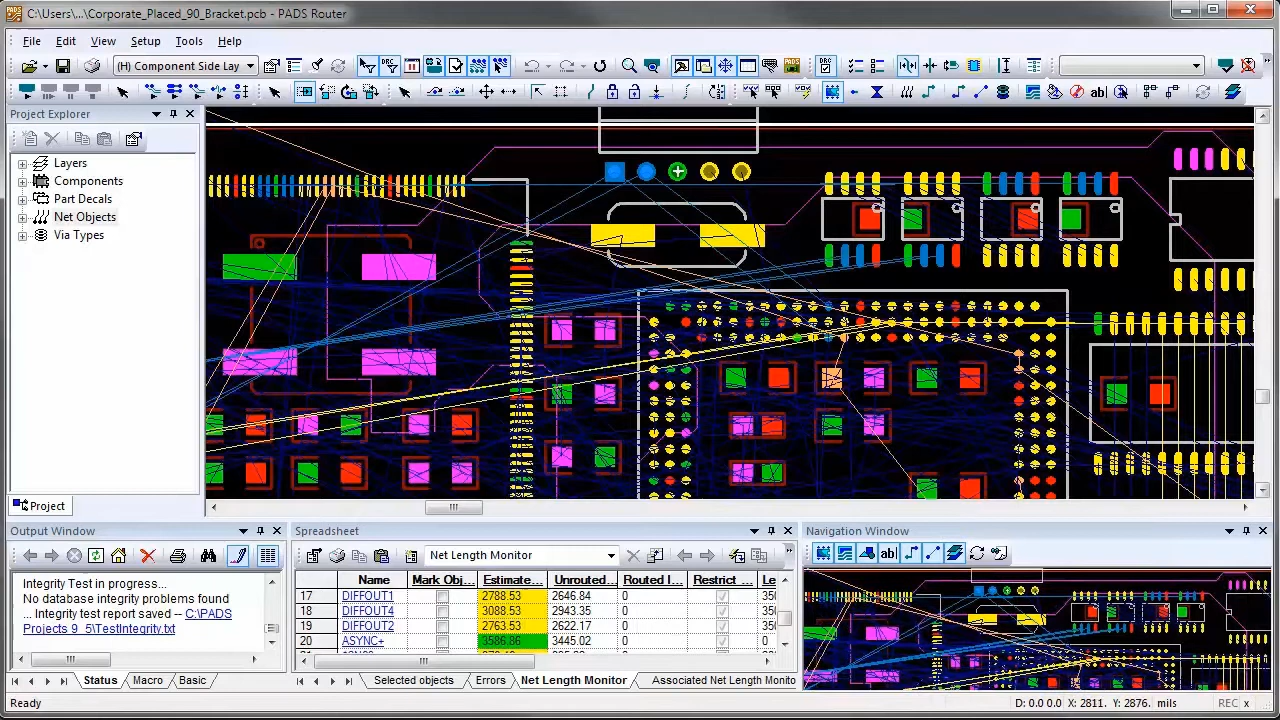 C:\Users\...\Corporate_Placed_90_Bracket.pcb - PADS Router
File Edit View Setup Tools Help
(H) Component Side Lay
Project Explorer
Layers
Components
Part Decals
Net Objects
Via Types
Project
Output Window
Integrity Test in progress...
No database integrity problems found
... Integrity test report saved -- C:\PADS
Projects 9_5\TestIntegrity.txt
Status Macro Basic
Spreadsheet
Net Length Monitor
Name Mark Obj... Estimate... Unrouted... Routed l... Restrict ... Le
17 DIFFOUT1 2788.53 2646.84 0 350
18 DIFFOUT4 3088.53 2943.35 0 350
19 DIFFOUT2 2763.53 2622.17 0 350
20 ASYNC+ 3586.86 3445.02 0 350
Selected objects Errors Net Length Monitor Associated Net Length Monito
Navigation Window
Ready
D: 0.0 0.0 X: 2811. Y: 2876. mils
REC x